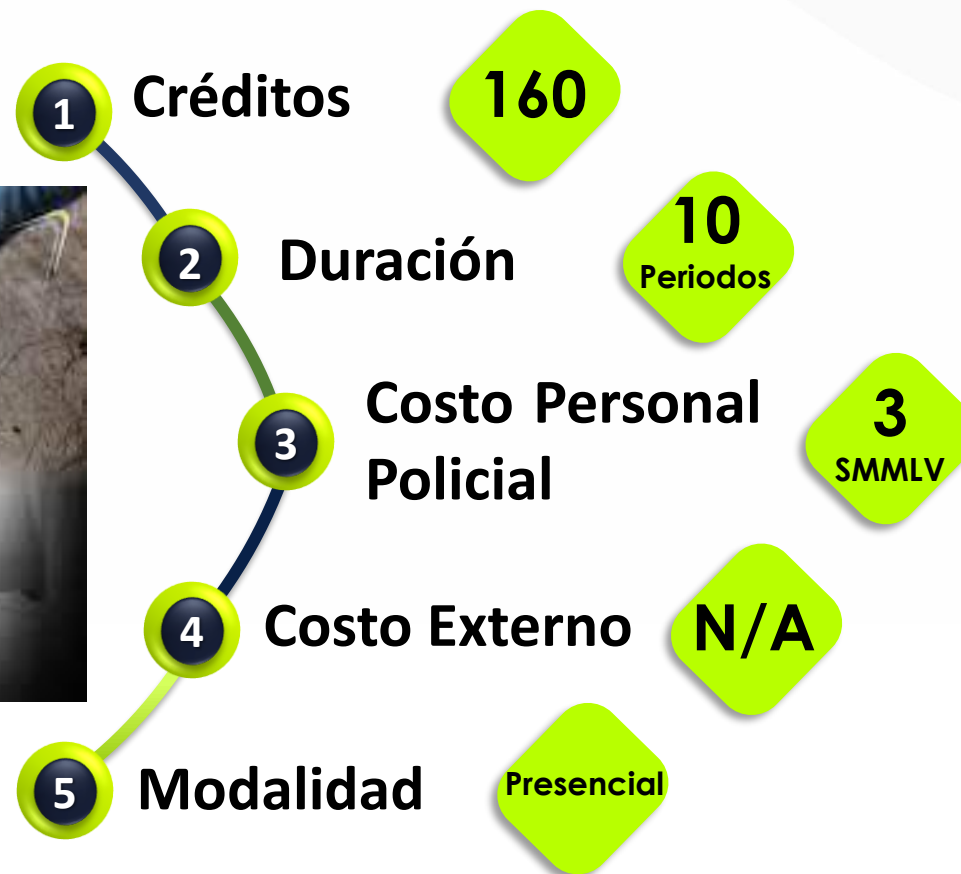 1 Créditos 160
2 Duración 10
Periodos
3 Costo Personal
Policial
3
SMMLV
4 Costo Externo N/A
5 Modalidad Presencial